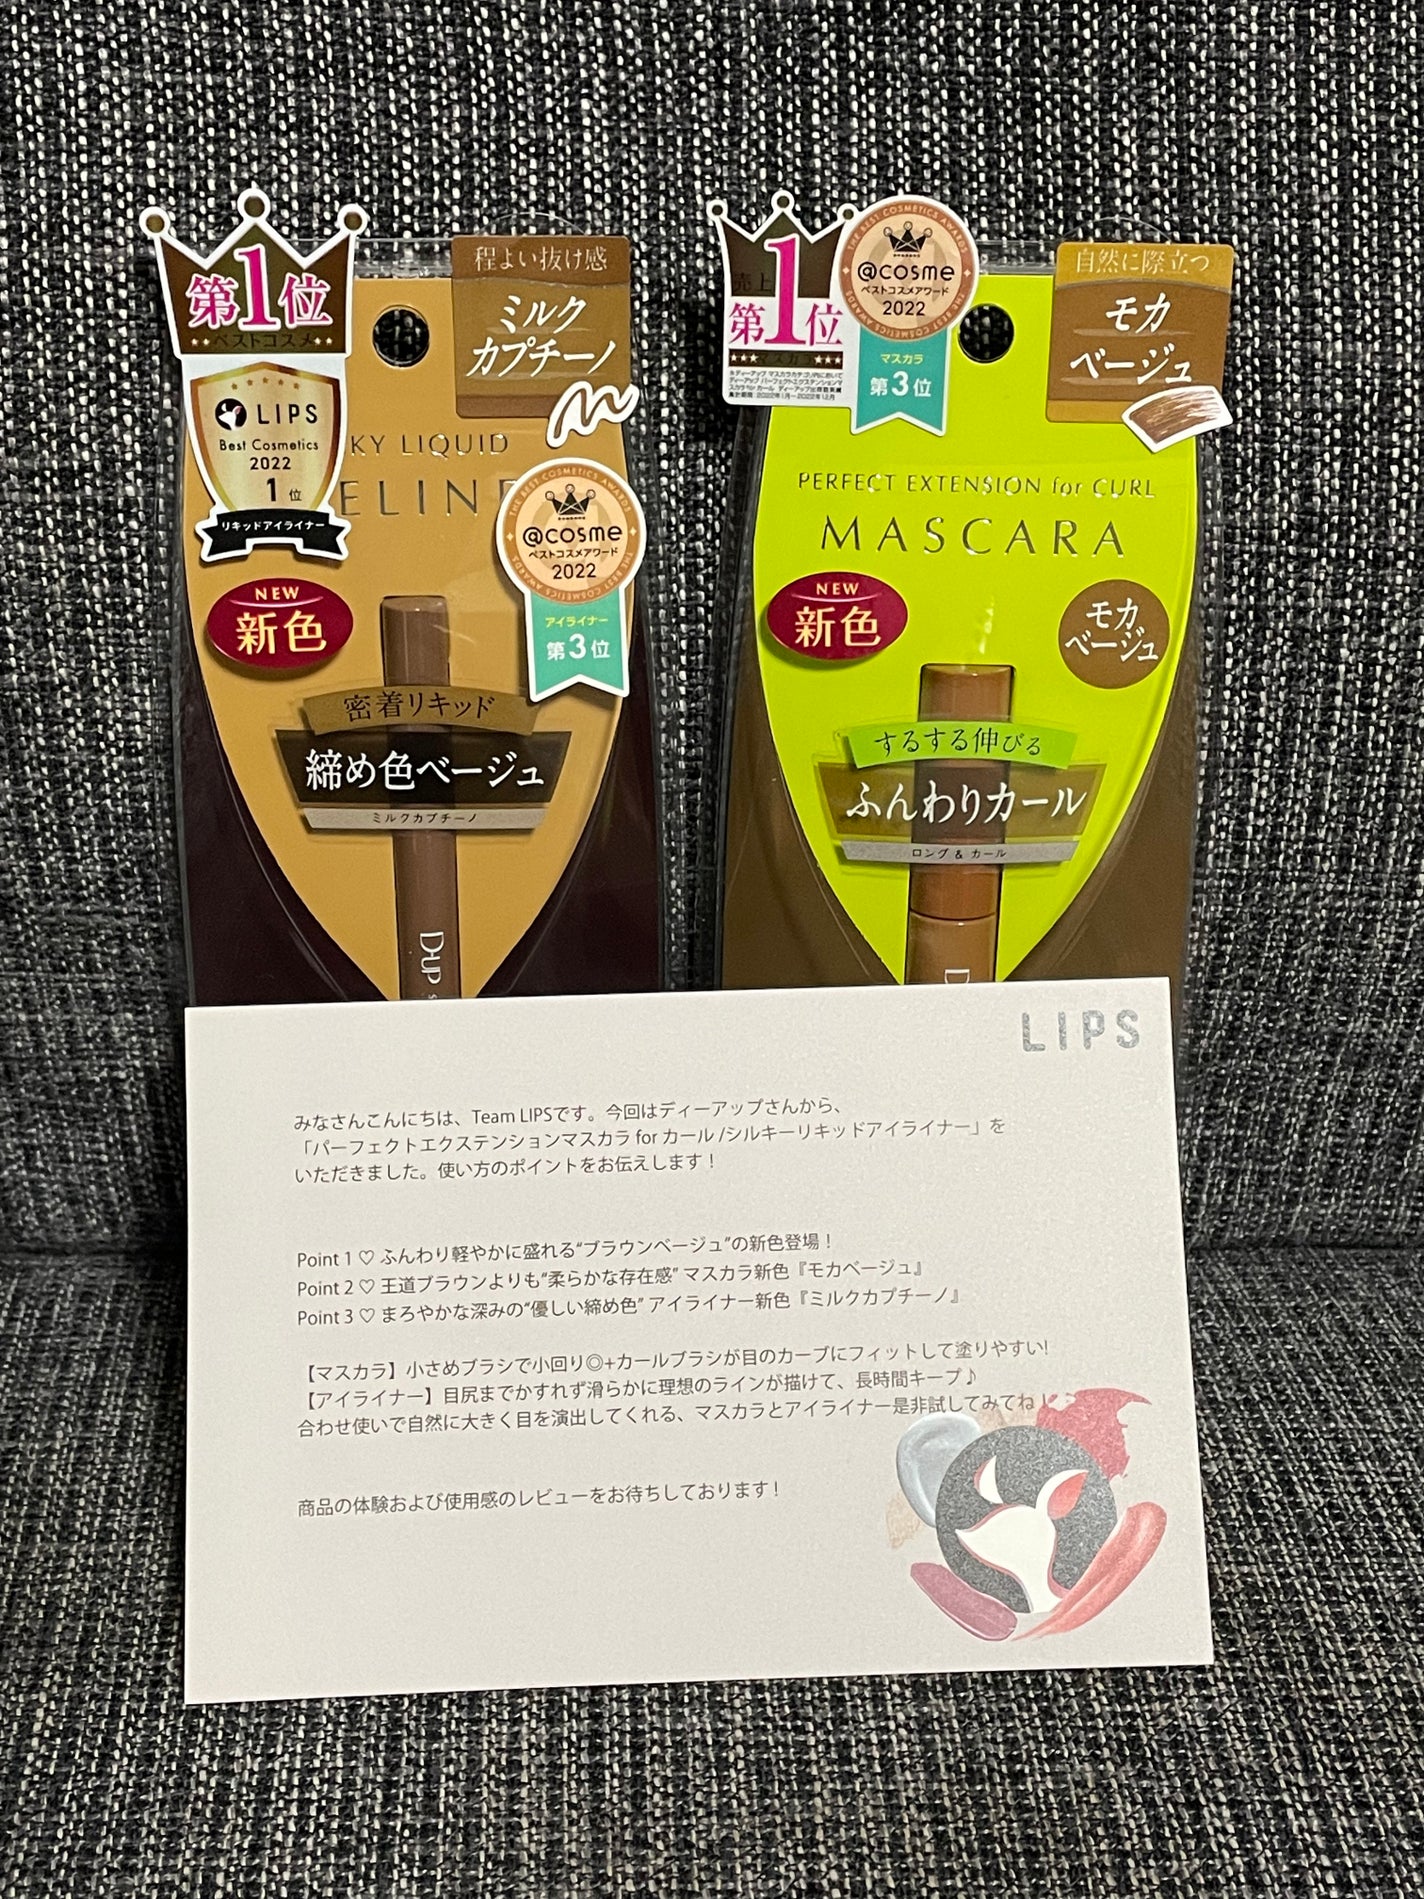 第1位
ベストコスメ
LIPS
Best Cosmetics
2022
1位
リキッドアイライナー
程よい抜け感
ミルク
カプチーノ
KY LIQUID
ELINE
THE BEST COSMETICS AWARDS
@cosme
ベストコスメアワード
2022
アイライナー
第3位
NEW
新色
密着リキッド
締め色ベージュ
ミルクカプチーノ
D-UP
売上
第1位
マスカラ
THE BEST COSMETICS AWARDS
@cosme
ベストコスメアワード
2022
マスカラ
第3位
自然に際立つ
モカ
ベージュ
PERFECT EXTENSION for CURL
MASCARA
NEW
新色
モカ
ベージュ
するする伸びる
ふんわりカール
ロング & カール
D
LIPS
みなさんこんにちは、Team LIPSです。今回はディーアップさんから、
「パーフェクトエクステンションマスカラ for カール /シルキーリキッドアイライナー」を
いただきました。使い方のポイントをお伝えします！
Point 1 ♡ ふんわり軽やかに盛れる“ブラウンベージュ”の新色登場！
Point 2 ♡ 王道ブラウンよりも“柔らかな存在感” マスカラ新色『モカベージュ』
Point 3 ♡ まろやかな深みの“優しい締め色” アイライナー新色『ミルクカプチーノ』
【マスカラ】小さめブラシで小回り◎+カールブラシが目のカーブにフィットして塗りやすい!
【アイライナー】目尻までかすれず滑らかに理想のラインが描けて、長時間キープ♪
合わせ使いで自然に大きく目を演出してくれる、マスカラとアイライナー是非試してみてね！
商品の体験および使用感のレビューをお待ちしております！